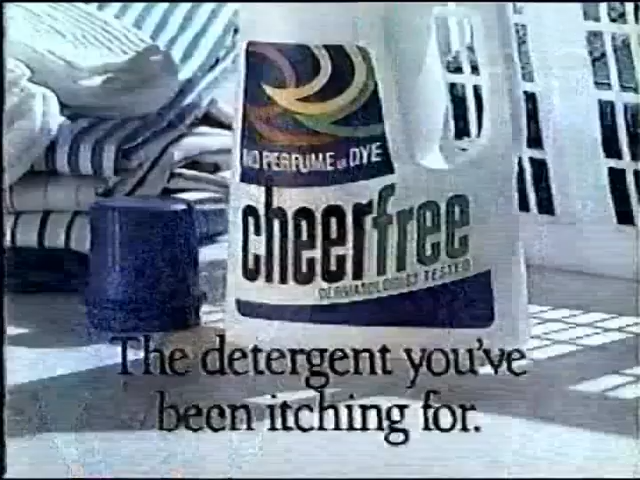 NO PERFUME OR DYE
cheerfree
DERMATOLOGIST TESTED
The detergent you've
been itching for.